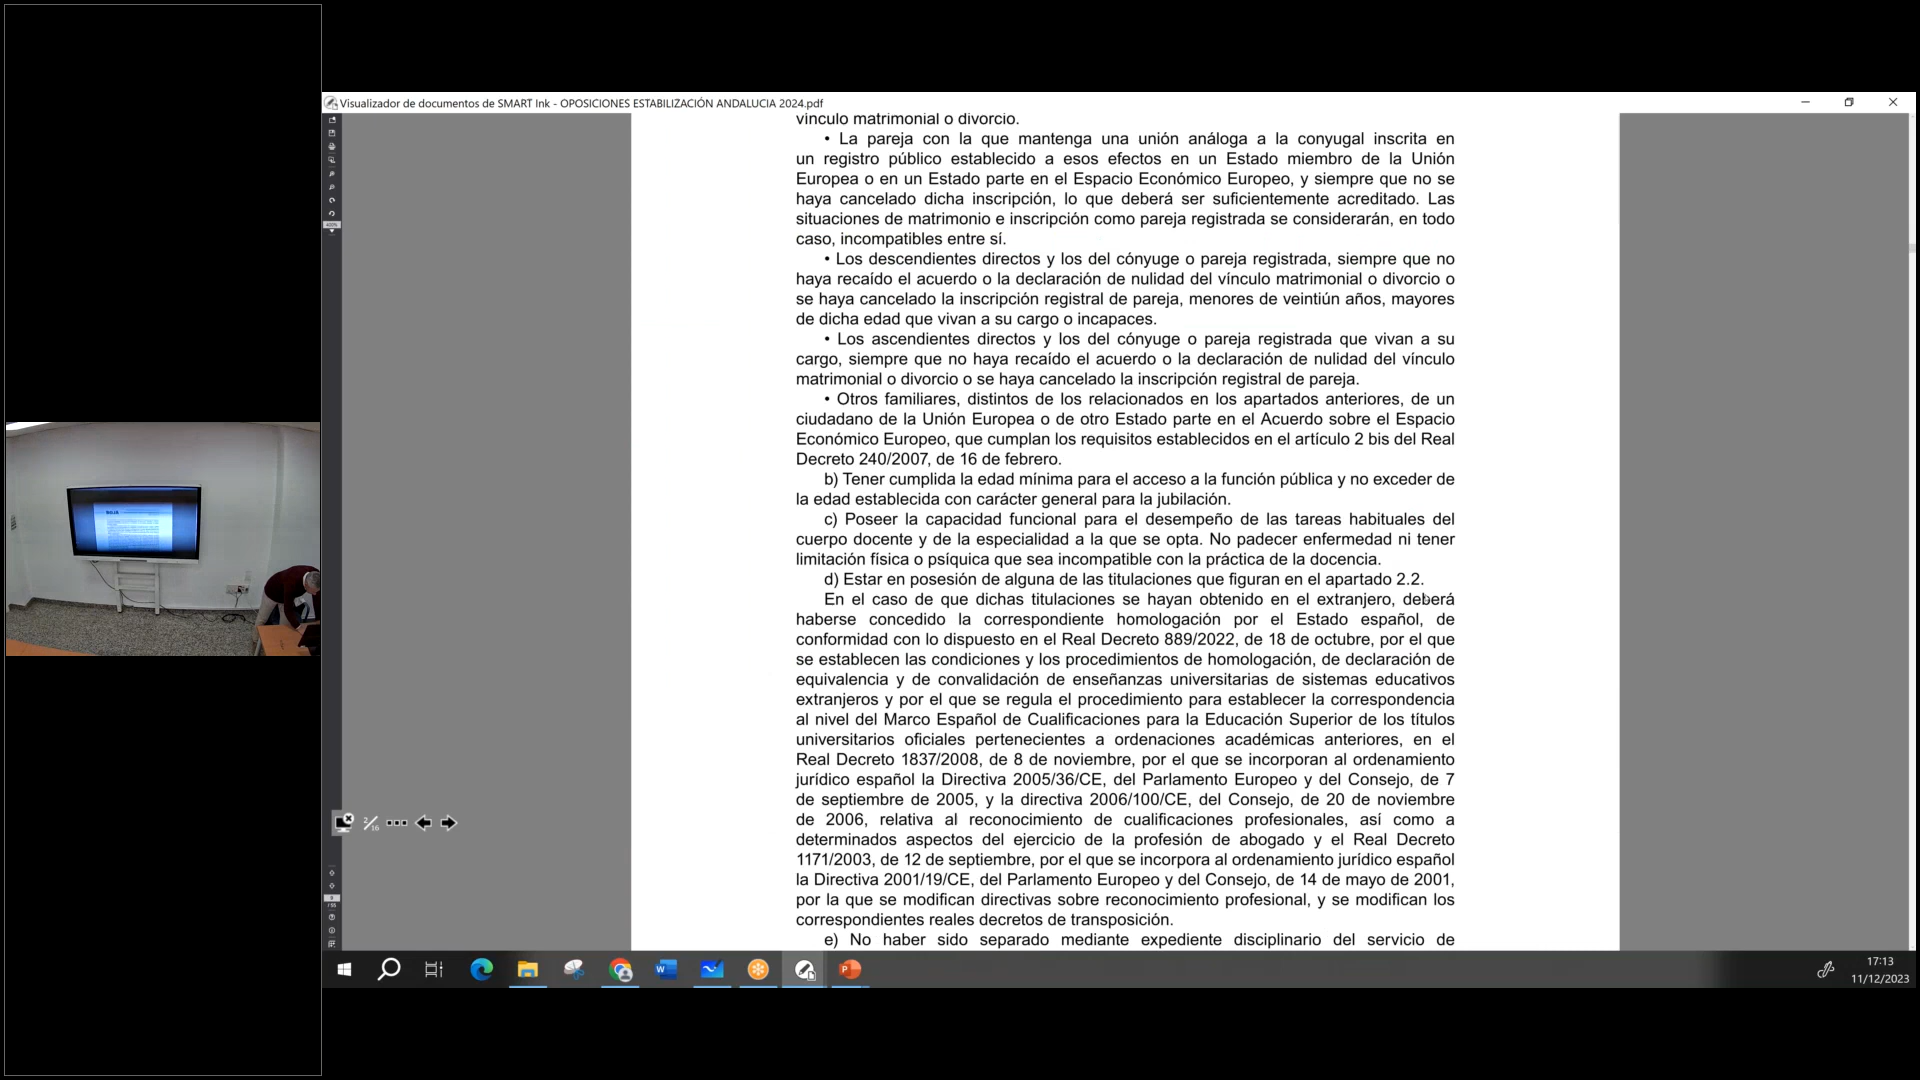 Visualizador de documentos de SMART Ink - OPOSICIONES ESTABILIZACIÓN ANDALUCIA 2024.pdf
vínculo matrimonial o divorcio.
• La pareja con la que mantenga una unión análoga a la conyugal inscrita en
un registro público establecido a esos efectos en un Estado miembro de la Unión
Europea o en un Estado parte en el Espacio Económico Europeo, y siempre que no se
haya cancelado dicha inscripción, lo que deberá ser suficientemente acreditado. Las
situaciones de matrimonio e inscripción como pareja registrada se considerarán, en todo
caso, incompatibles entre sí.
• Los descendientes directos y los del cónyuge o pareja registrada, siempre que no
haya recaído el acuerdo o la declaración de nulidad del vínculo matrimonial o divorcio o
se haya cancelado la inscripción registral de pareja, menores de veintiún años, mayores
de dicha edad que vivan a su cargo o incapaces.
• Los ascendientes directos y los del cónyuge o pareja registrada que vivan a su
cargo, siempre que no haya recaído el acuerdo o la declaración de nulidad del vínculo
matrimonial o divorcio o se haya cancelado la inscripción registral de pareja.
• Otros familiares, distintos de los relacionados en los apartados anteriores, de un
ciudadano de la Unión Europea o de otro Estado parte en el Acuerdo sobre el Espacio
Económico Europeo, que cumplan los requisitos establecidos en el artículo 2 bis del Real
Decreto 240/2007, de 16 de febrero.
b) Tener cumplida la edad mínima para el acceso a la función pública y no exceder de
la edad establecida con carácter general para la jubilación.
c) Poseer la capacidad funcional para el desempeño de las tareas habituales del
cuerpo docente y de la especialidad a la que se opta. No padecer enfermedad ni tener
limitación física o psíquica que sea incompatible con la práctica de la docencia.
d) Estar en posesión de alguna de las titulaciones que figuran en el apartado 2.2.
En el caso de que dichas titulaciones se hayan obtenido en el extranjero, deberá
haberse concedido la correspondiente homologación por el Estado español, de
conformidad con lo dispuesto en el Real Decreto 889/2022, de 18 de octubre, por el que
se establecen las condiciones y los procedimientos de homologación, de declaración de
equivalencia y de convalidación de enseñanzas universitarias de sistemas educativos
extranjeros y por el que se regula el procedimiento para establecer la correspondencia
al nivel del Marco Español de Cualificaciones para la Educación Superior de los títulos
universitarios oficiales pertenecientes a ordenaciones académicas anteriores, en el
Real Decreto 1837/2008, de 8 de noviembre, por el que se incorporan al ordenamiento
jurídico español la Directiva 2005/36/CE, del Parlamento Europeo y del Consejo, de 7
de septiembre de 2005, y la directiva 2006/100/CE, del Consejo, de 20 de noviembre
de 2006, relativa al reconocimiento de cualificaciones profesionales, así como a
determinados aspectos del ejercicio de la profesión de abogado y el Real Decreto
1171/2003, de 12 de septiembre, por el que se incorpora al ordenamiento jurídico español
la Directiva 2001/19/CE, del Parlamento Europeo y del Consejo, de 14 de mayo de 2001,
por la que se modifican directivas sobre reconocimiento profesional, y se modifican los
correspondientes reales decretos de transposición.
e) No haber sido separado mediante expediente disciplinario del servicio de
2/16
17:13
11/12/2023